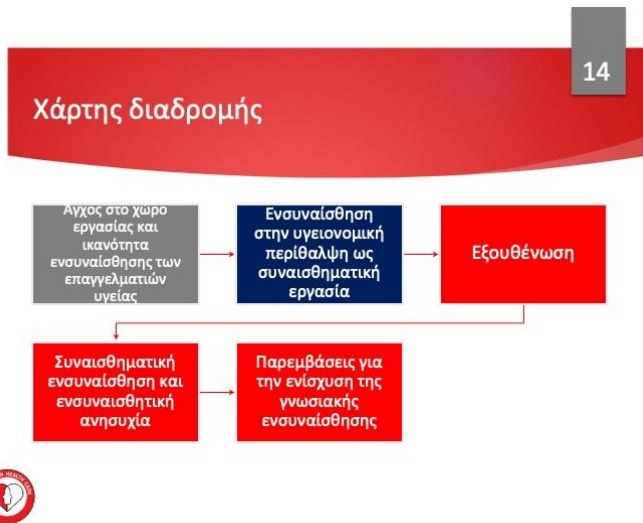 14
Χάρτης διαδρομής
Άγχος στο χώρο
εργασίας και
ικανότητα
ενσυναίσθησης των
επαγγελματιών
υγείας
Ενσυναίσθηση
στην υγειονομική
περίθαλψη ως
συναισθηματική
εργασία
Εξουθένωση
Συναισθηματική
ενσυναίσθηση και
ενσυναισθητική
ανησυχία
Παρεμβάσεις για
την ενίσχυση της
γνωσιακής
ενσυναίσθησης
HEALTH